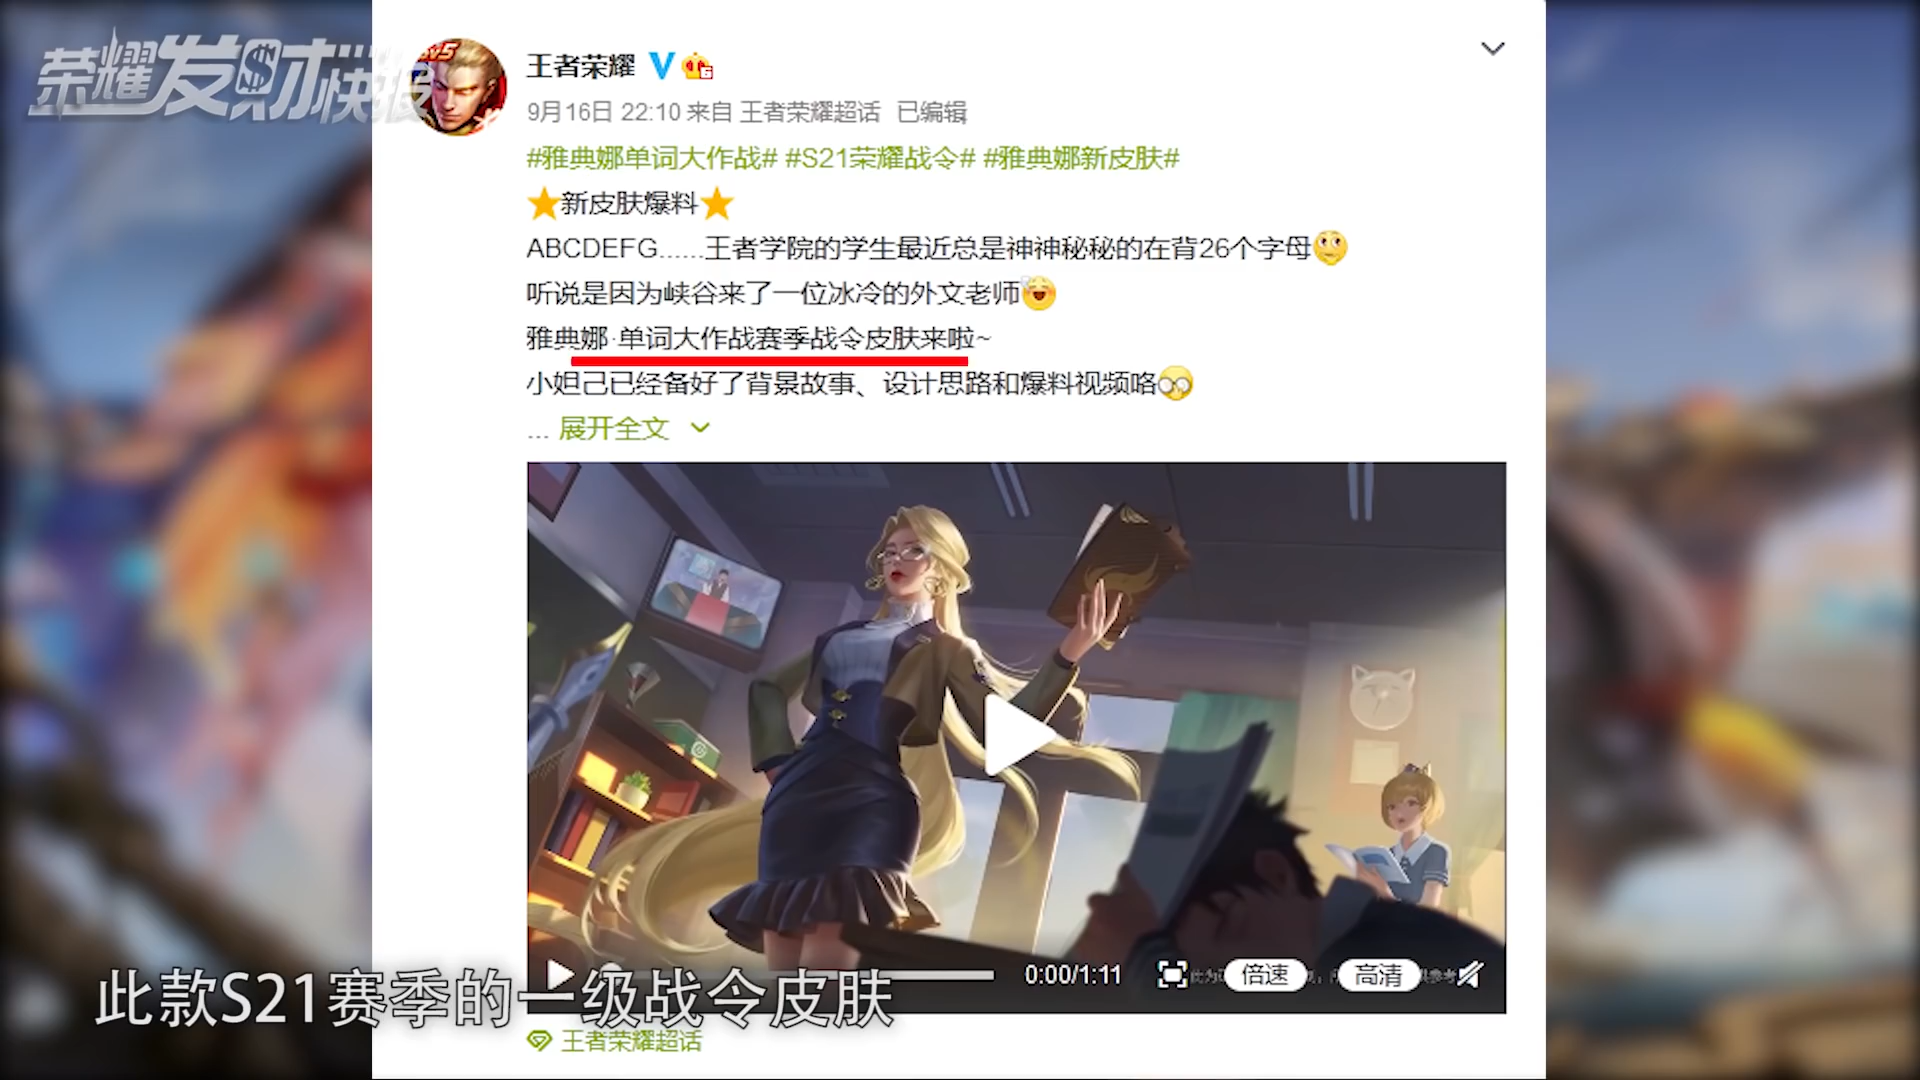 荣耀发财快报
王者荣耀
9月16日 22:10 来自 王者荣耀超话 已编辑
#雅典娜单词大作战# #S21荣耀战令# #雅典娜新皮肤#
新皮肤爆料
ABCDEFG......王者学院的学生最近总是神神秘秘的在背26个字母
听说是因为峡谷来了一位冰冷的外文老师
雅典娜·单词大作战赛季战令皮肤来啦~
小妲己已经备好了背景故事、设计思路和爆料视频咯
... 展开全文
0:00/1:11 倍速 高清
此款S21赛季的一级战令皮肤
王者荣耀超话